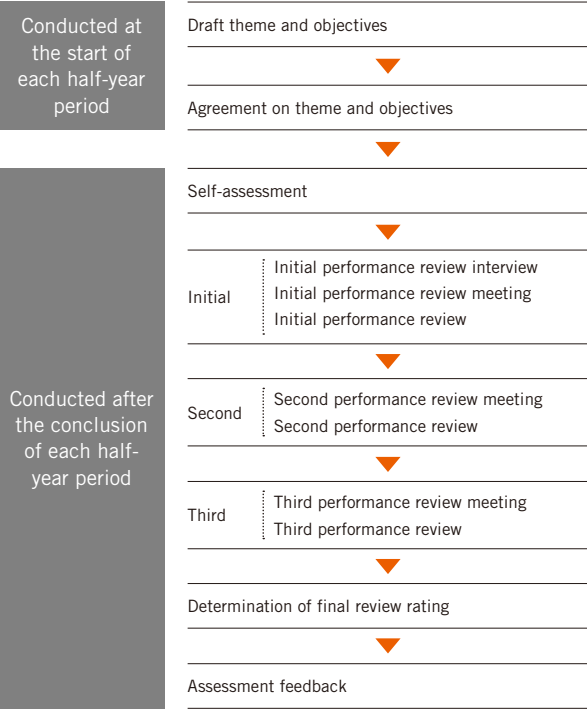 Conducted at
the start of
each half-year
period
Draft theme and objectives
Agreement on theme and objectives
Conducted after
the conclusion
of each half-
year period
Self-assessment
Initial
Initial performance review interview
Initial performance review meeting
Initial performance review
Second
Second performance review meeting
Second performance review
Third
Third performance review meeting
Third performance review
Determination of final review rating
Assessment feedback